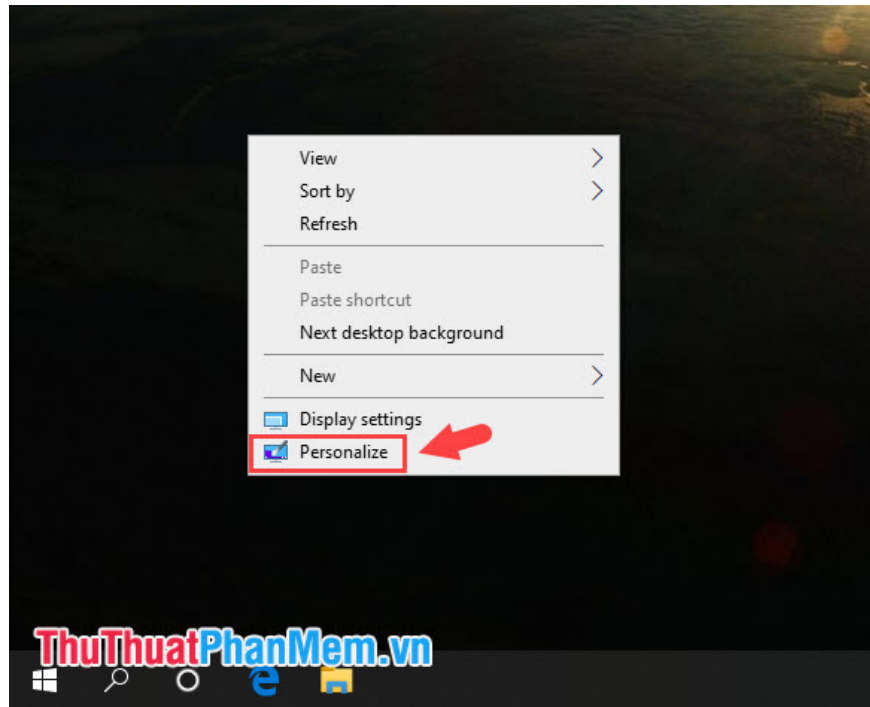 View
Sort by
Refresh
Paste
Paste shortcut
Next desktop background
New
Display settings
Personalize
ThuThuatPhanMem.vn